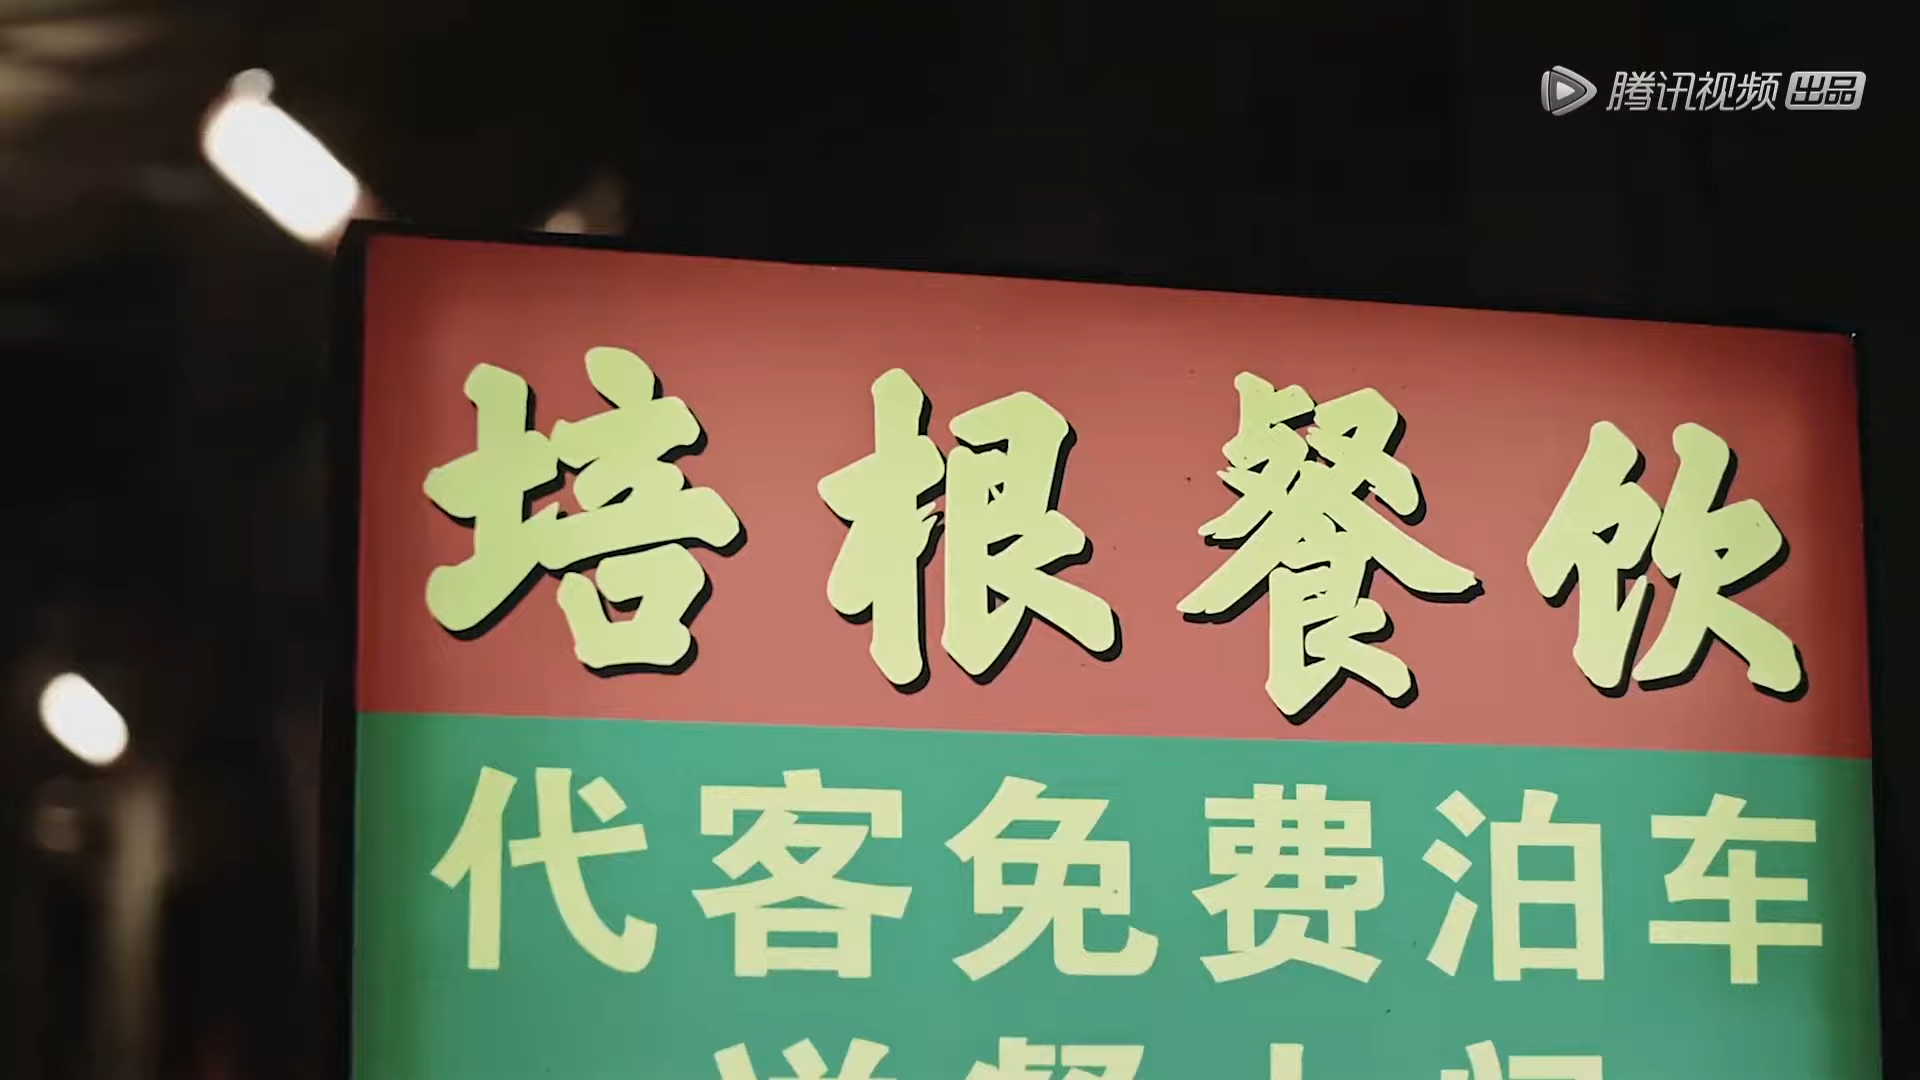 腾讯视频 出品
培根餐饮
代客免费泊车